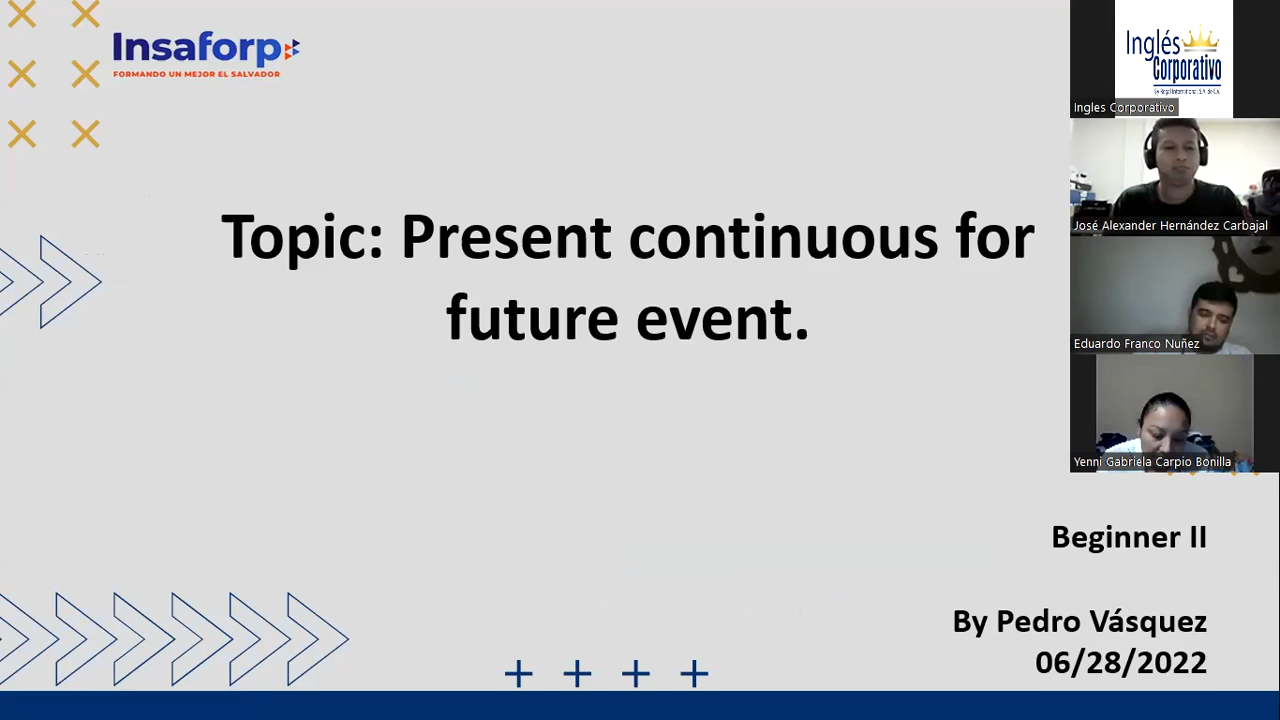 Insaforp
FORMANDO UN MEJOR EL SALVADOR
Topic: Present continuous for
future event.
Beginner II
By Pedro Vásquez
06/28/2022
Inglés
Corporativo
Ingles Corporativo
José Alexander Hernández Carbajal
Eduardo Franco Nuñez
Yenni Gabriela Carpio Bonilla